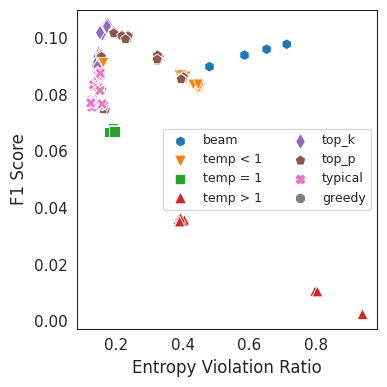 0.10
0.08
0.06
0.04
0.02
0.00
F1 Score
beam
temp < 1
temp = 1
temp > 1
top_k
top_p
typical
greedy
0.2 0.4 0.6 0.8
Entropy Violation Ratio